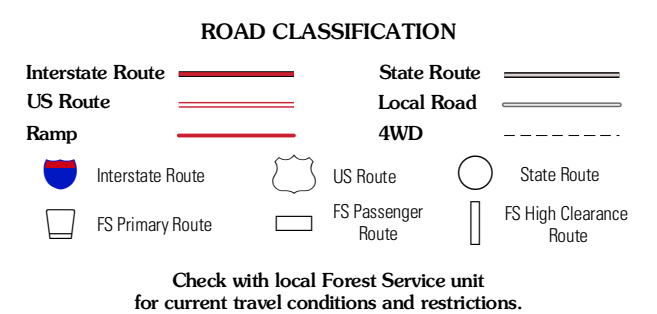 ROAD CLASSIFICATION
Interstate Route
State Route
US Route
Local Road
Ramp
4WD
Interstate Route
US Route
State Route
FS Primary Route
FS Passenger
Route
FS High Clearance
Route
Check with local Forest Service unit
for current travel conditions and restrictions.